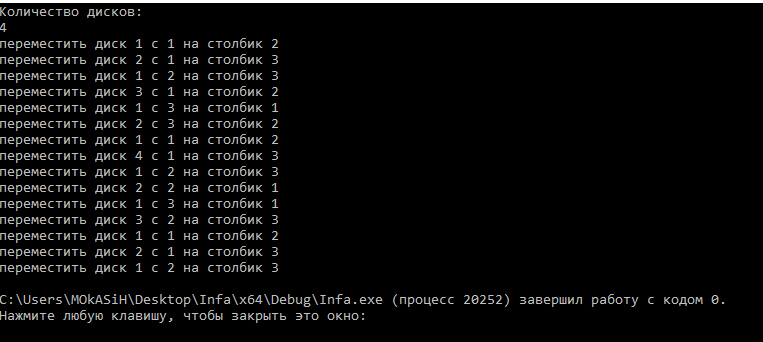 Количество дисков:
4
переместить диск 1 с 1 на столбик 2
переместить диск 2 с 1 на столбик 3
переместить диск 1 с 2 на столбик 3
переместить диск 3 с 1 на столбик 2
переместить диск 1 с 3 на столбик 1
переместить диск 2 с 3 на столбик 2
переместить диск 1 с 1 на столбик 2
переместить диск 4 с 1 на столбик 3
переместить диск 1 с 2 на столбик 3
переместить диск 2 с 2 на столбик 1
переместить диск 1 с 3 на столбик 1
переместить диск 3 с 2 на столбик 3
переместить диск 1 с 1 на столбик 2
переместить диск 2 с 1 на столбик 3
переместить диск 1 с 2 на столбик 3
C:\Users\MOkASiH\Desktop\Infa\x64\Debug\Infa.exe (процесс 20252) завершил работу с кодом 0.
Нажмите любую клавишу, чтобы закрыть это окно: